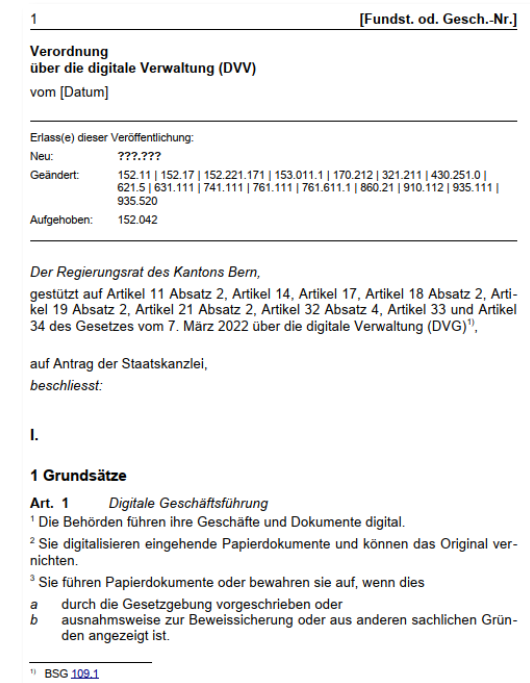 1 [Fundst. od. Gesch.-Nr.]
Verordnung
über die digitale Verwaltung (DVV)
vom [Datum]
Erlass(e) dieser Veröffentlichung:
Neu: ???.???
Geändert: 152.11 | 152.17 | 152.221.171 | 153.011.1 | 170.212 | 321.211 | 430.251.0 |
621.5 | 631.111 | 741.111 | 761.111 | 761.611.1 | 860.21 | 910.112 | 935.111 |
935.520
Aufgehoben: 152.042
Der Regierungsrat des Kantons Bern,
gestützt auf Artikel 11 Absatz 2, Artikel 14, Artikel 17, Artikel 18 Absatz 2, Arti-
kel 19 Absatz 2, Artikel 21 Absatz 2, Artikel 32 Absatz 4, Artikel 33 und Artikel
34 des Gesetzes vom 7. März 2022 über die digitale Verwaltung (DVG)¹⁾,
auf Antrag der Staatskanzlei,
beschliesst:
I.
1 Grundsätze
Art. 1 Digitale Geschäftsführung
¹ Die Behörden führen ihre Geschäfte und Dokumente digital.
² Sie digitalisieren eingehende Papierdokumente und können das Original ver-
nichten.
³ Sie führen Papierdokumente oder bewahren sie auf, wenn dies
a durch die Gesetzgebung vorgeschrieben oder
b ausnahmsweise zur Beweissicherung oder aus anderen sachlichen Grün-
den angezeigt ist.
¹⁾ BSG 109.1